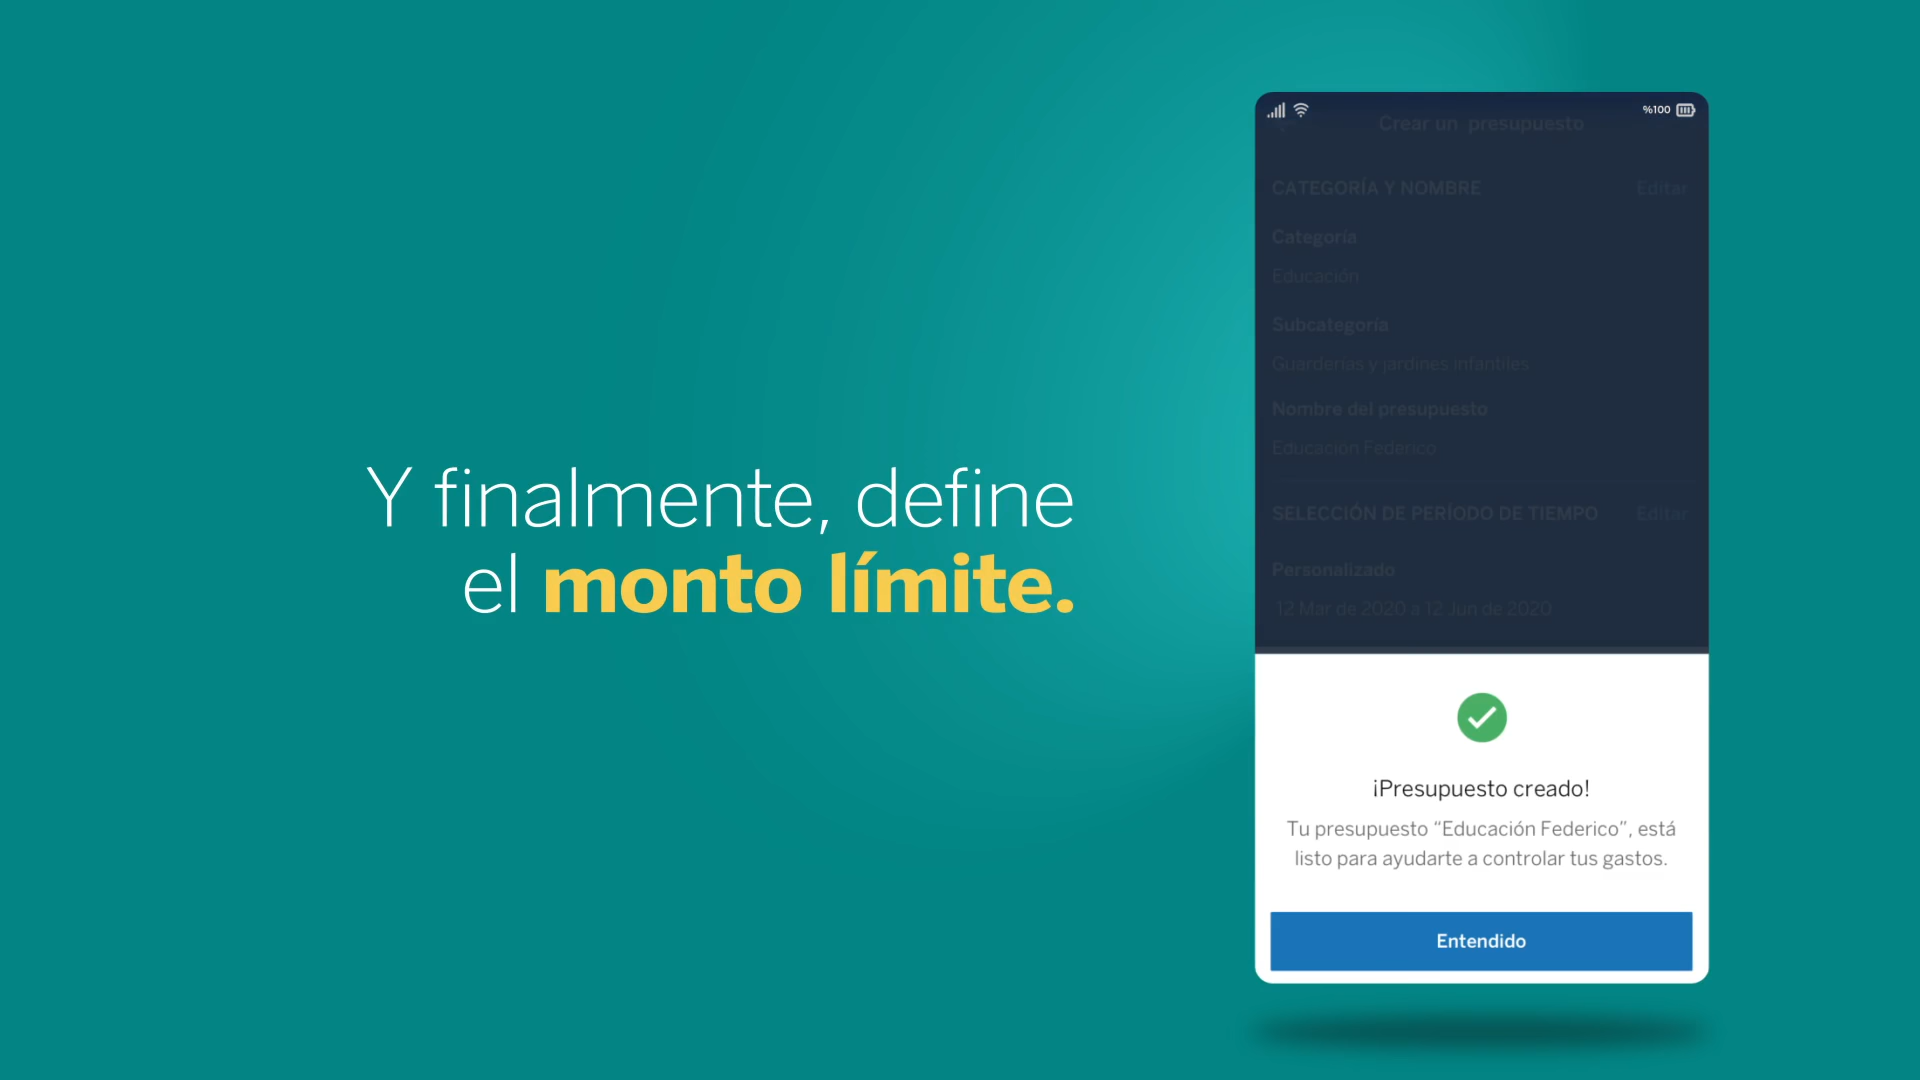 Y finalmente, define
el monto límite.
%100
Crear un presupuesto
CATEGORÍA Y NOMBRE Editar
Categoría
Educación
Subcategoría
Guarderías y jardines infantiles
Nombre del presupuesto
Educación Federico
SELECCIÓN DE PERÍODO DE TIEMPO Editar
Personalizado
12 Mar de 2020 a 12 Jun de 2020
¡Presupuesto creado!
Tu presupuesto “Educación Federico”, está
listo para ayudarte a controlar tus gastos.
Entendido